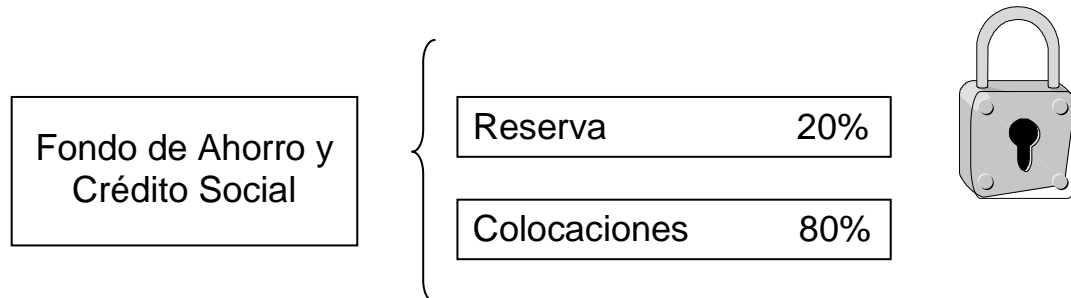 Fondo de Ahorro y
Crédito Social
Reserva 20%
Colocaciones 80%